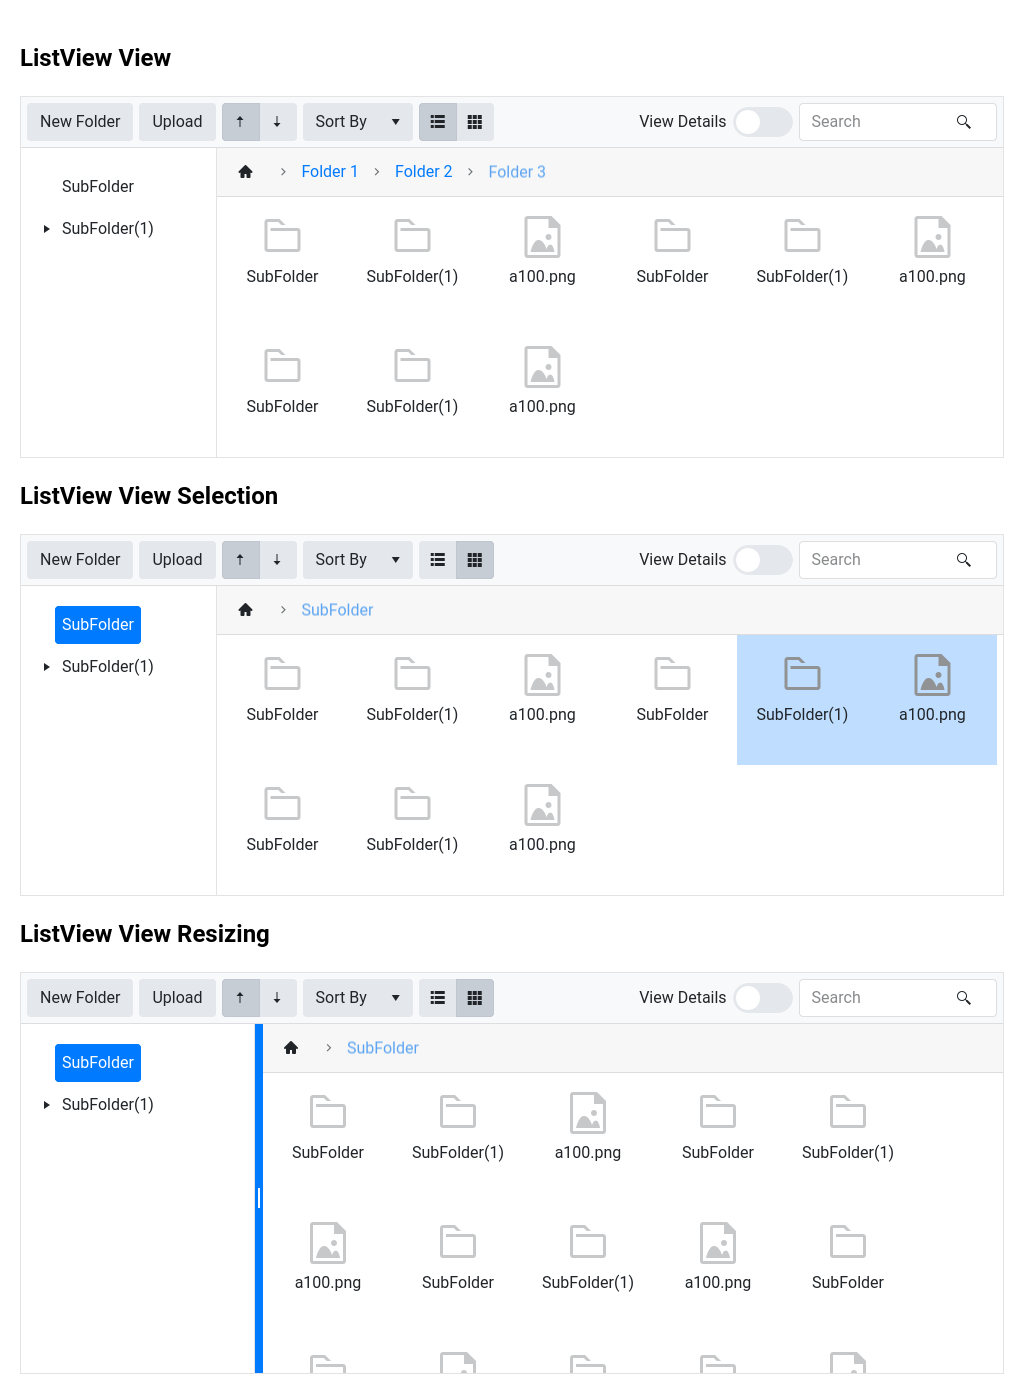 ListView View
New Folder Upload Sort By View Details Search
SubFolder
SubFolder(1)
Folder 1 Folder 2 Folder 3
SubFolder SubFolder(1) a100.png SubFolder SubFolder(1) a100.png
SubFolder SubFolder(1) a100.png
ListView View Selection
New Folder Upload Sort By View Details Search
SubFolder
SubFolder(1)
SubFolder
SubFolder SubFolder(1) a100.png SubFolder SubFolder(1) a100.png
SubFolder SubFolder(1) a100.png
ListView View Resizing
New Folder Upload Sort By View Details Search
SubFolder
SubFolder(1)
SubFolder
SubFolder SubFolder(1) a100.png SubFolder SubFolder(1)
a100.png SubFolder SubFolder(1) a100.png SubFolder